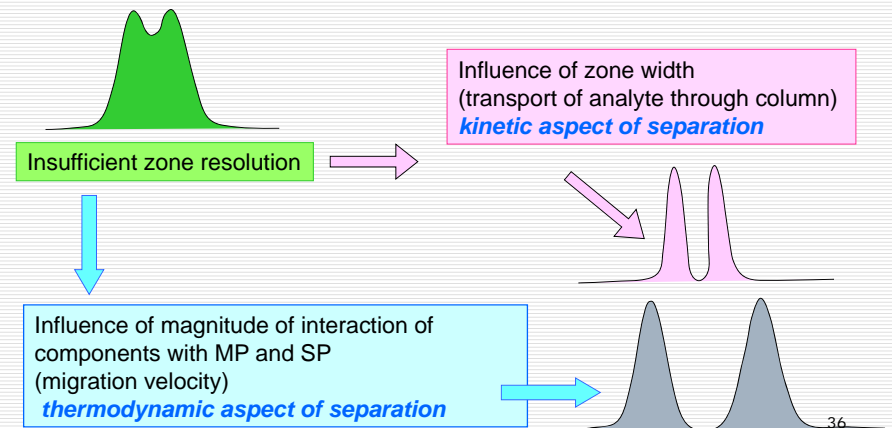 Influence of zone width
(transport of analyte through column)
kinetic aspect of separation
Insufficient zone resolution
Influence of magnitude of interaction of
components with MP and SP
(migration velocity)
thermodynamic aspect of separation
36